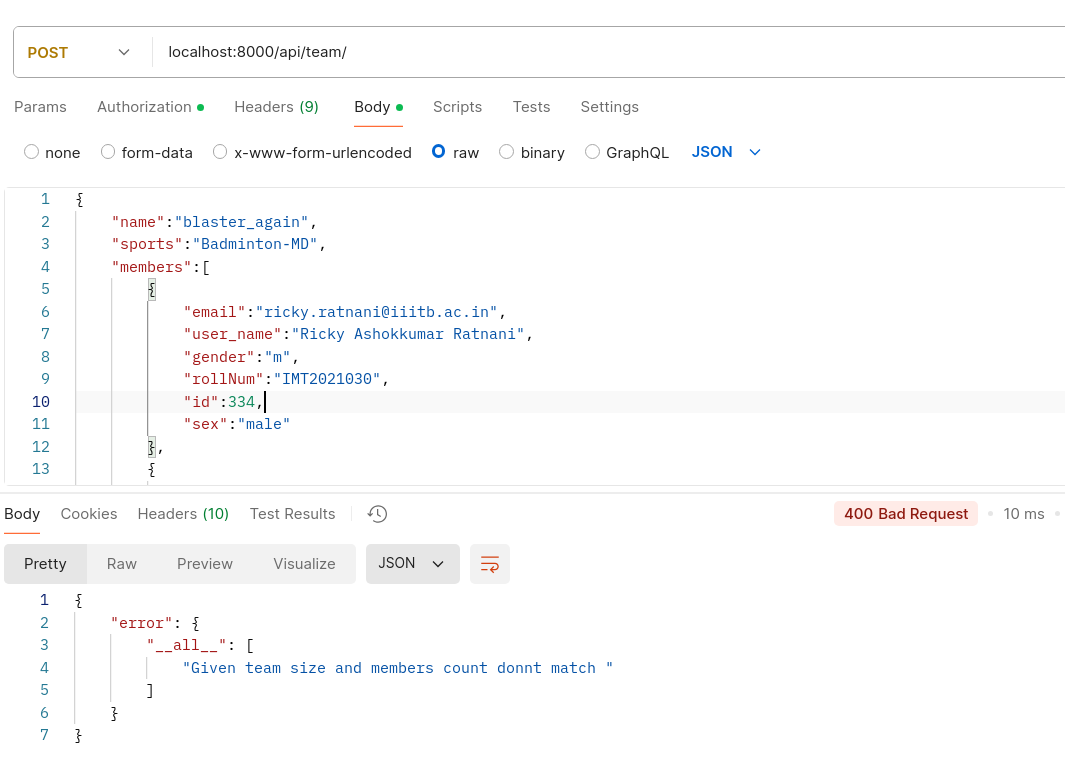 POST localhost:8000/api/team/
Params Authorization Headers (9) Body Scripts Tests Settings
none form-data x-www-form-urlencoded raw binary GraphQL JSON
1 {
2 "name":"blaster_again",
3 "sports":"Badminton-MD",
4 "members":[
5 {
6 "email":"ricky.ratnani@iiitb.ac.in",
7 "user_name":"Ricky Ashokkumar Ratnani",
8 "gender":"m",
9 "rollNum":"IMT2021030",
10 "id":334,
11 "sex":"male"
12 },
13 {
Body Cookies Headers (10) Test Results 400 Bad Request 10 ms
Pretty Raw Preview Visualize JSON
1 {
2 "error": {
3 "__all__": [
4 "Given team size and members count donnt match "
5 ]
6 }
7 }